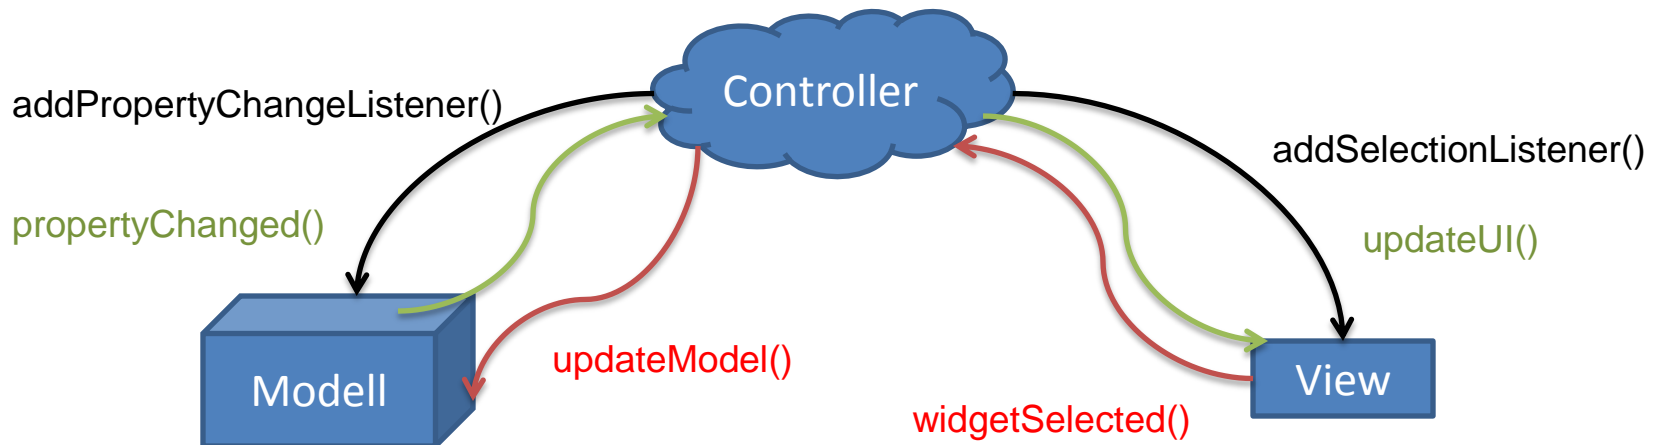 Controller
addPropertyChangeListener()
addSelectionListener()
propertyChanged()
updateUI()
updateModel()
Modell
View
widgetSelected()